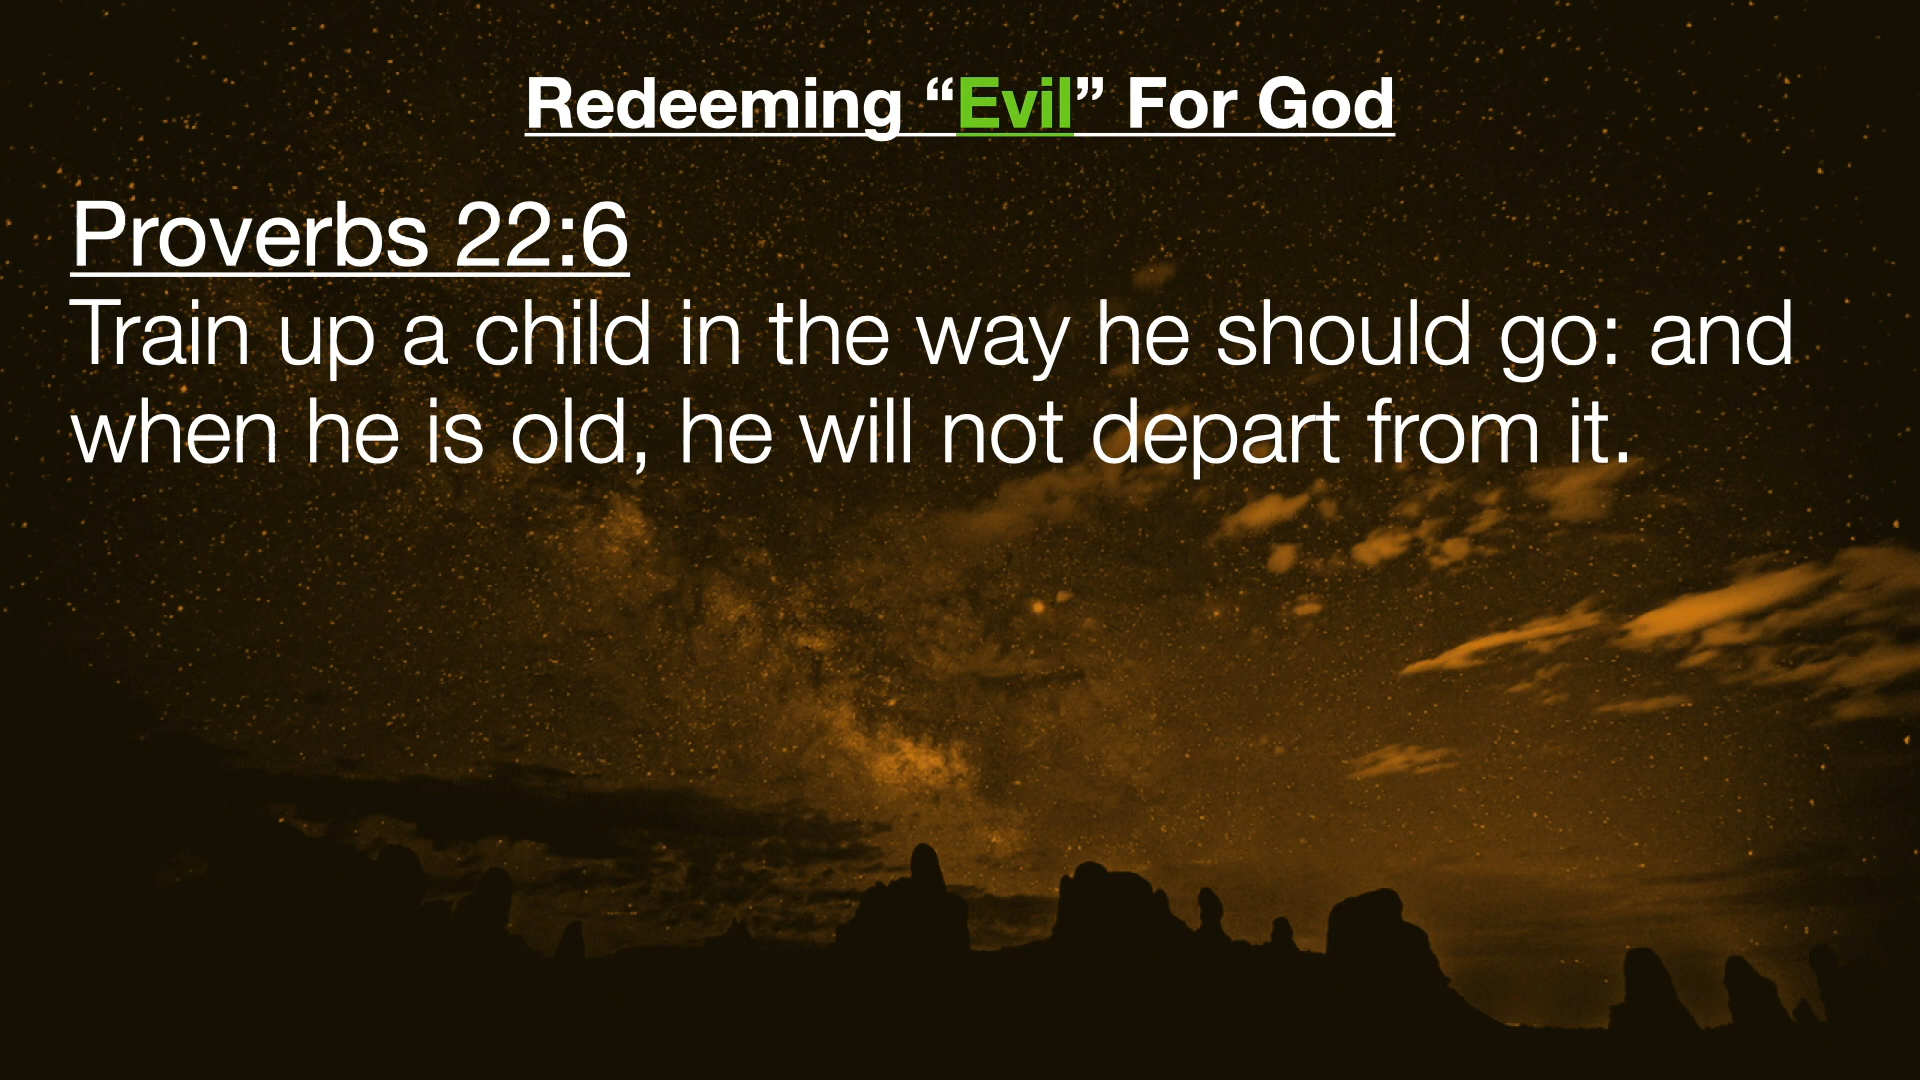 Redeeming “Evil” For God
Proverbs 22:6
Train up a child in the way he should go: and
when he is old, he will not depart from it.